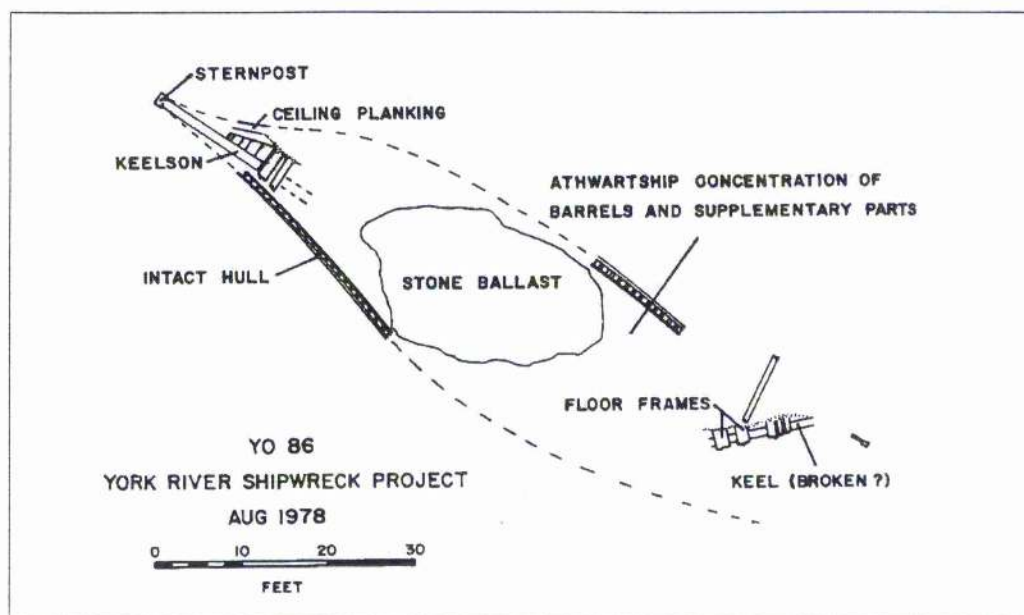 STERNPOST
CEILING PLANKING
KEELSON
ATHWARTSHIP CONCENTRATION OF
BARRELS AND SUPPLEMENTARY PARTS
INTACT HULL
STONE BALLAST
FLOOR FRAMES
KEEL (BROKEN ?)
YO 86
YORK RIVER SHIPWRECK PROJECT
AUG 1978
0 10 20 30
FEET